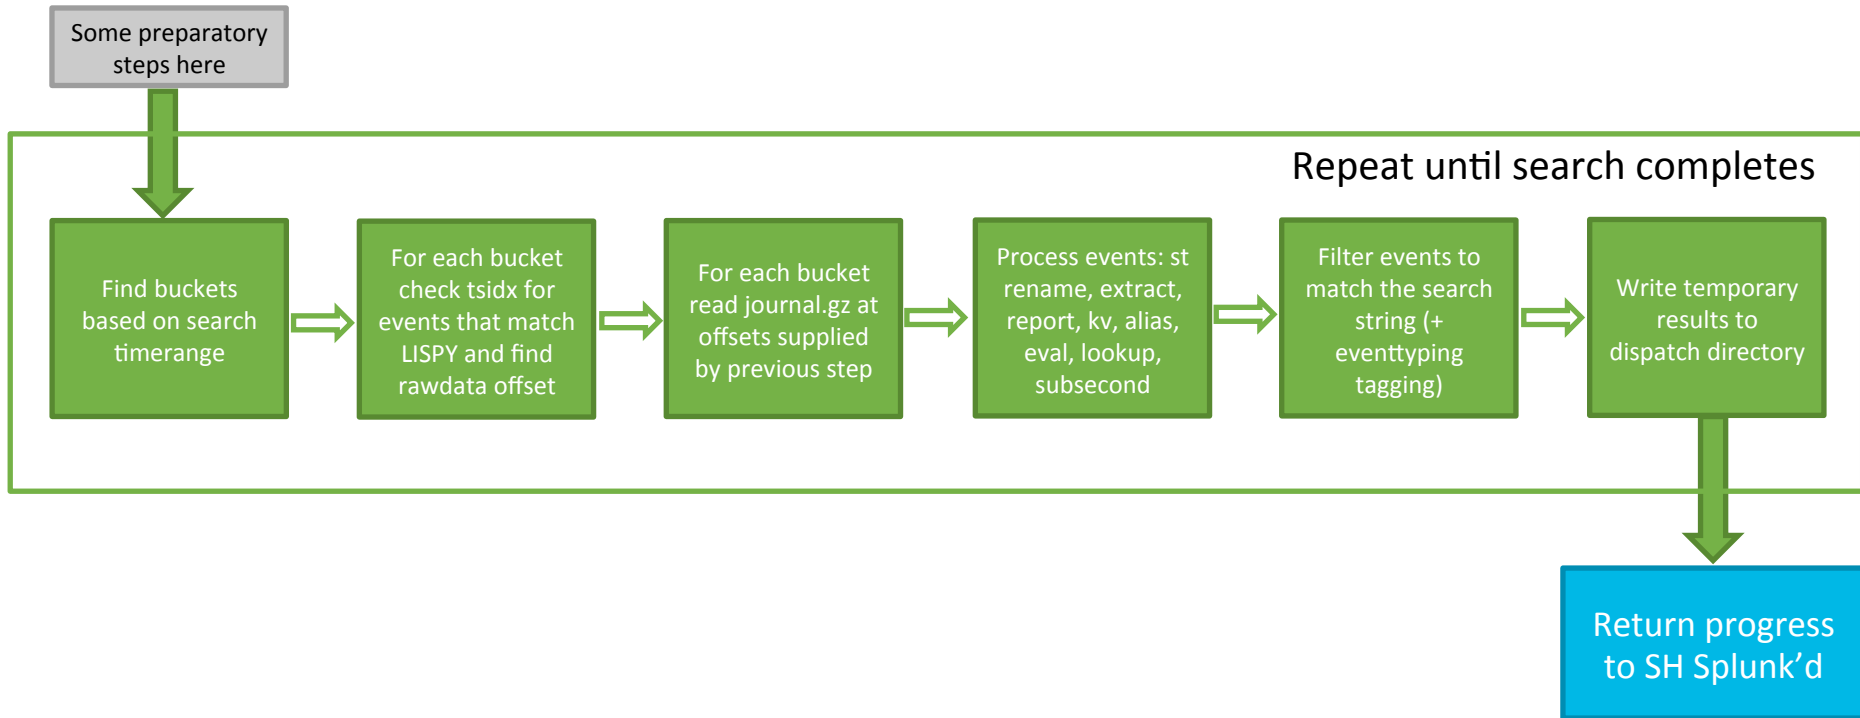 Some preparatory
steps here
Repeat until search completes
Find buckets
based on search
timerange
For each bucket
check tsidx for
events that match
LISPY and find
rawdata offset
For each bucket
read journal.gz at
offsets supplied
by previous step
Process events: st
rename, extract,
report, kv, alias,
eval, lookup,
subsecond
Filter events to
match the search
string (+
eventtyping
tagging)
Write temporary
results to
dispatch directory
Return progress
to SH Splunk’d